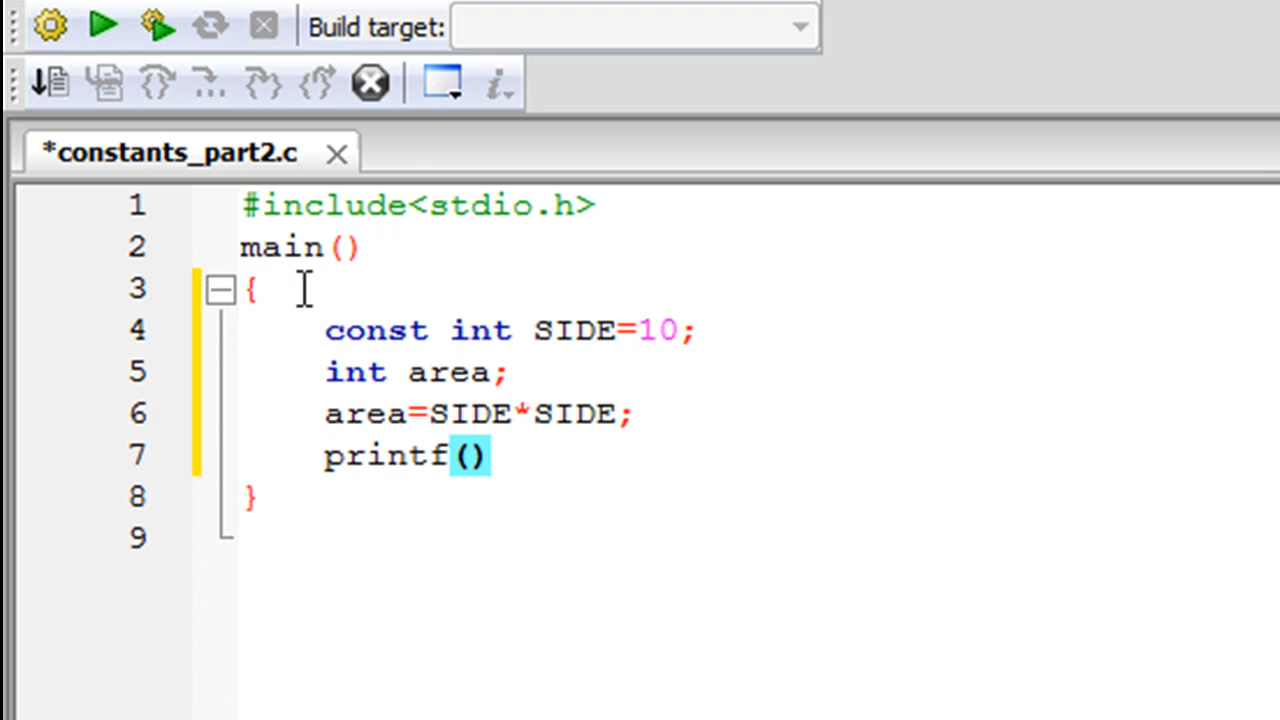 Build target:
*constants_part2.c
1 #include<stdio.h>
2 main()
3 {
4 const int SIDE=10;
5 int area;
6 area=SIDE*SIDE;
7 printf()
8 }
9